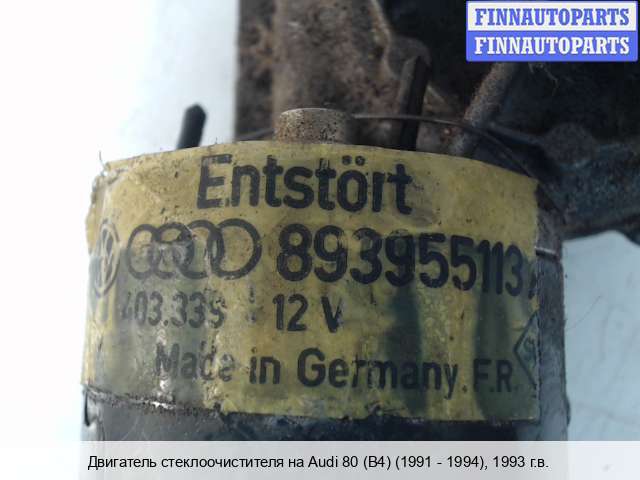 FINNAUTOPARTS
FINNAUTOPARTS
Entstört
893955113
403.339 12 V
Made in Germany F.R.
Двигатель стеклоочистителя на Audi 80 (B4) (1991 - 1994), 1993 г.в.